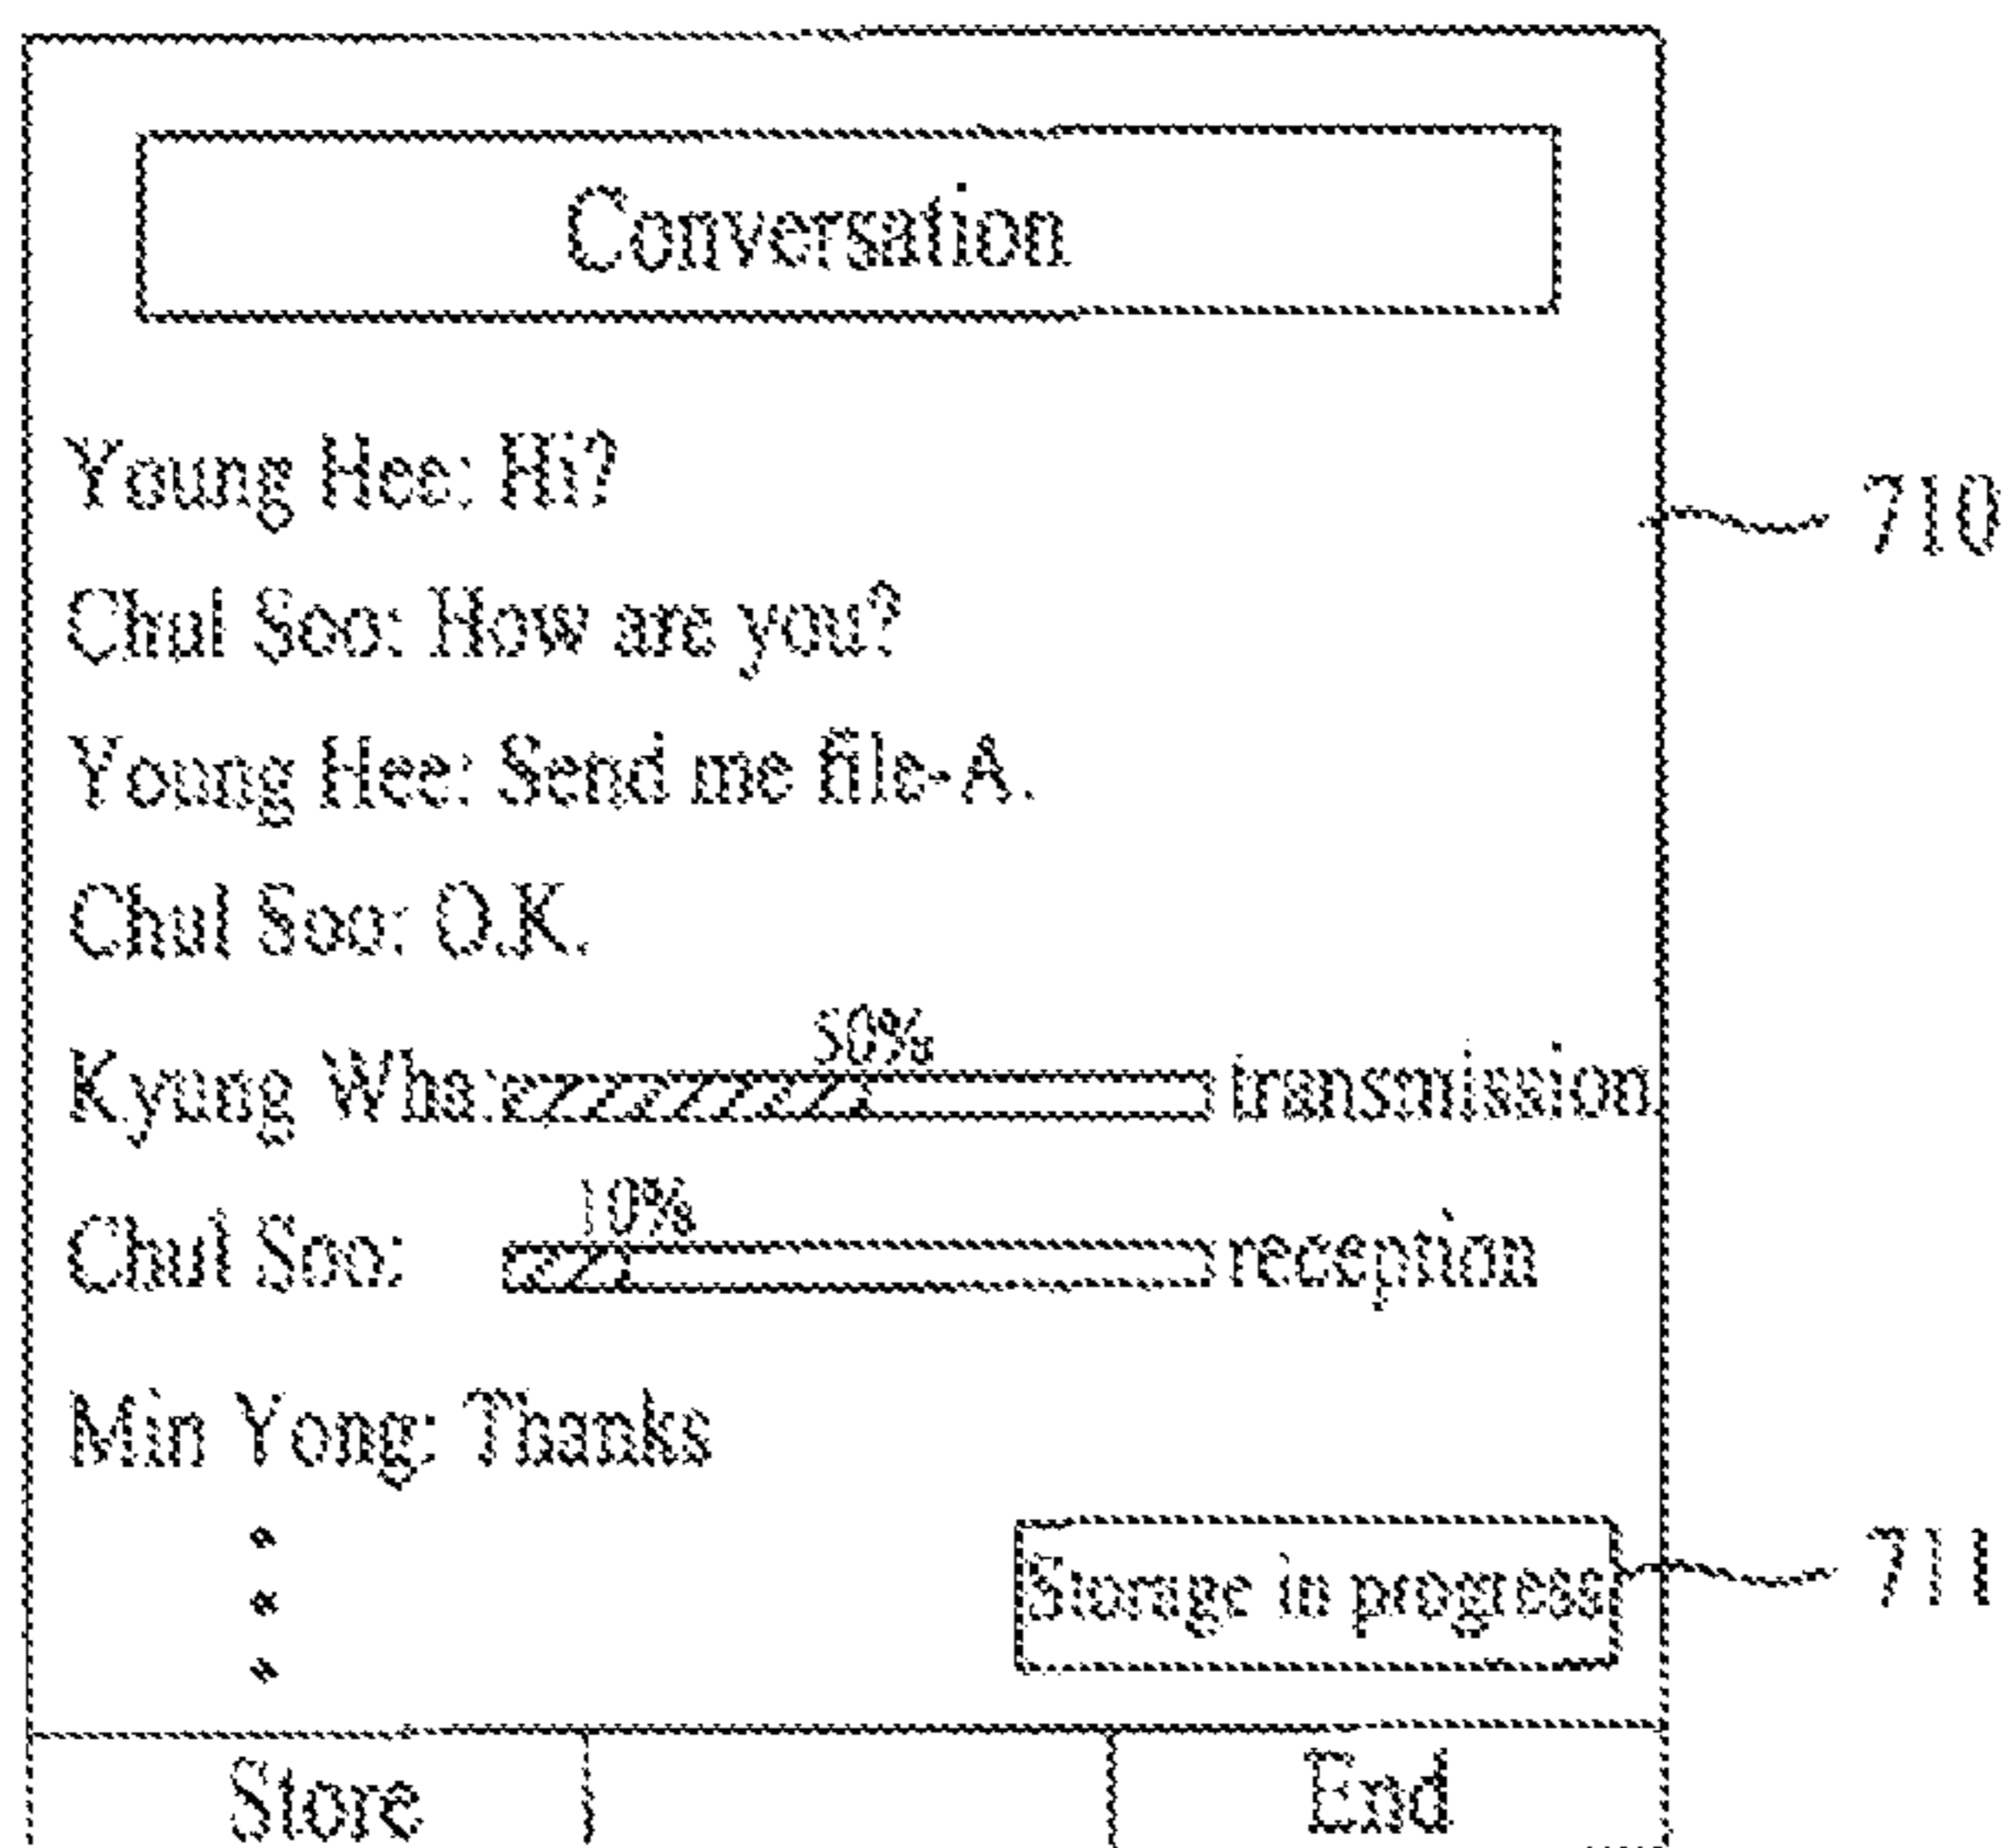 Conversation
Young Hee: Hi?
710
Chul Soo: How are you?
Young Hee: Send me file-A.
Chul Soo: O.K.
50%
Kyung Wha: transmission
10%
Chul Soo: reception
Min Yong: Thanks
Storage in progress
711
Store End